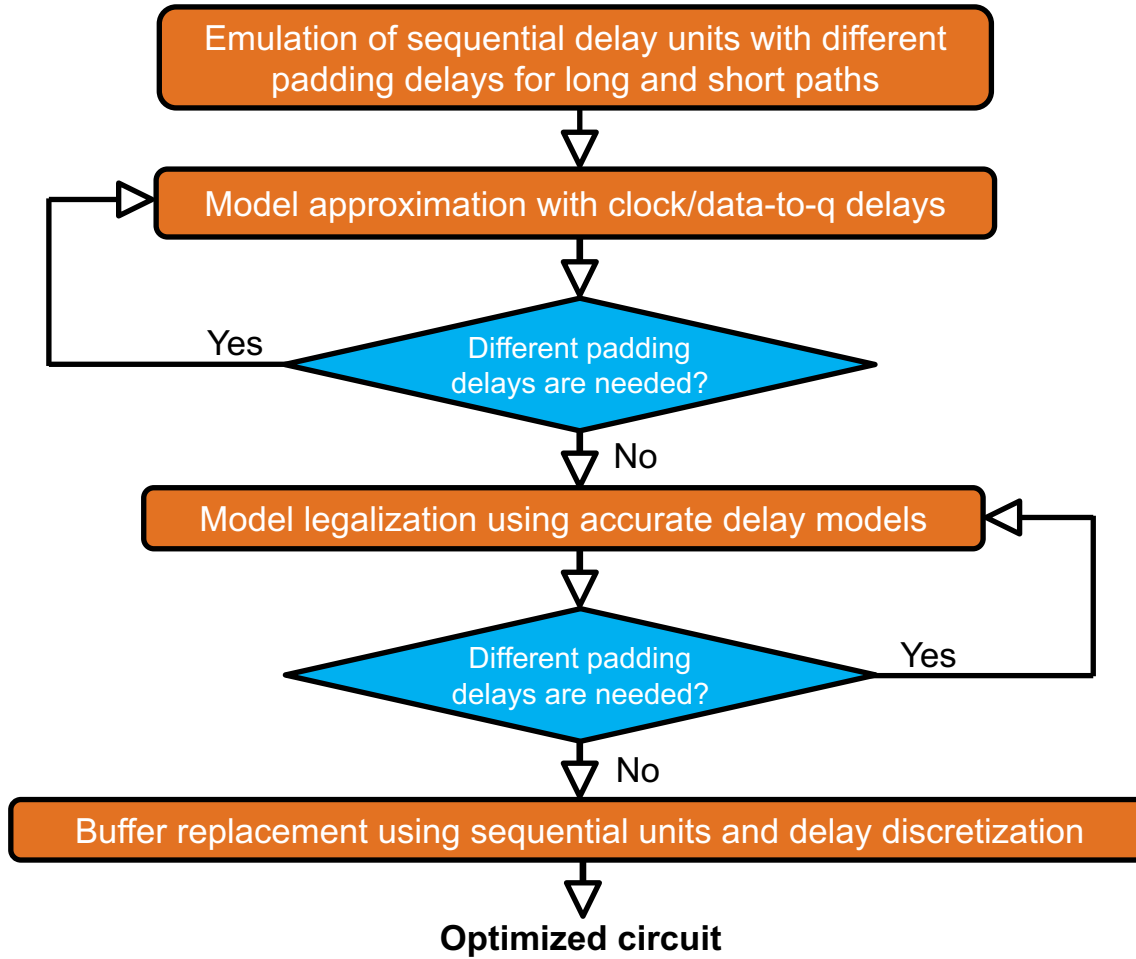 Emulation of sequential delay units with different
padding delays for long and short paths
Model approximation with clock/data-to-q delays
Yes
Different padding
delays are needed?
No
Model legalization using accurate delay models
Different padding
delays are needed?
Yes
No
Buffer replacement using sequential units and delay discretization
Optimized circuit